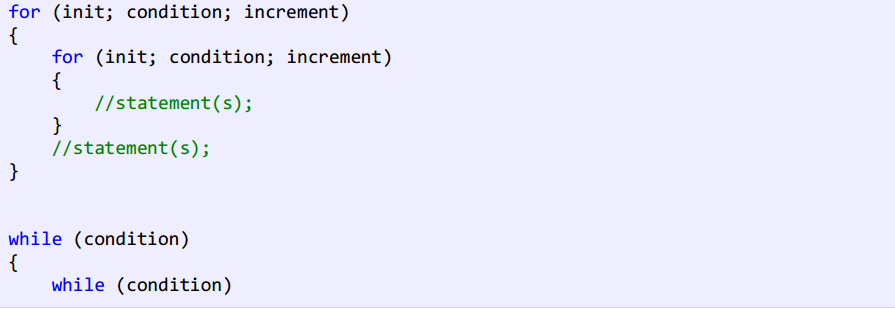 for (init; condition; increment)
{
    for (init; condition; increment)
    {
        //statement(s);
    }
    //statement(s);
}
while (condition)
{
    while (condition)